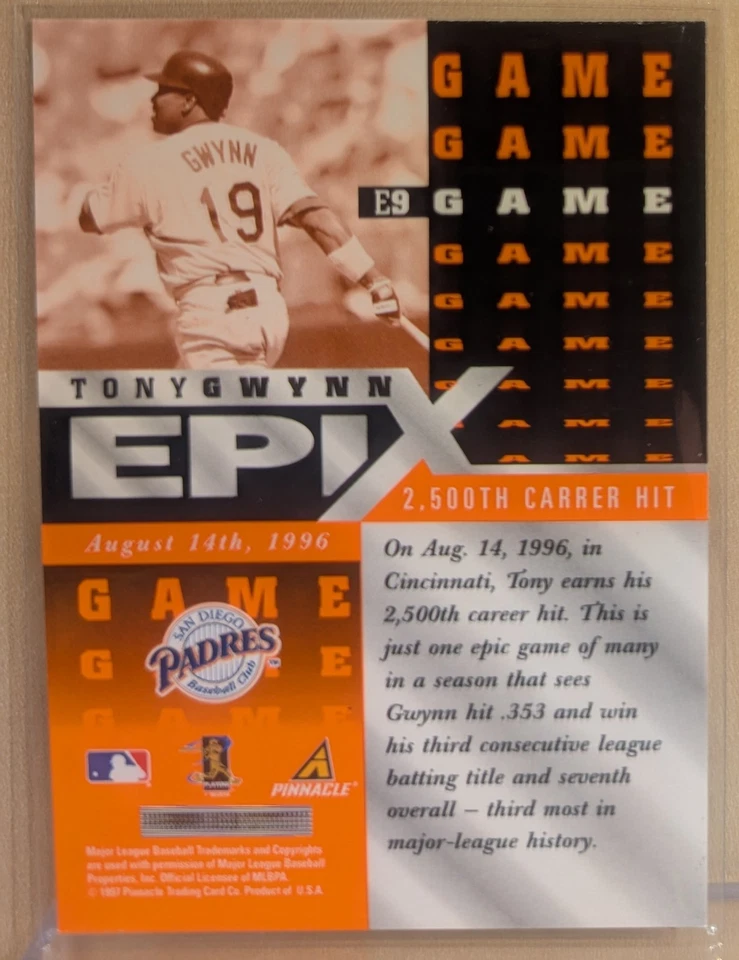 GWYNN
19
GAME
GAME
E9 GAME
GAME
GAME
GAME
GAME
GAME
GAME
TONY GWYNN
EPIX
2,500TH CARRER HIT
August 14th, 1996
On Aug. 14, 1996, in
Cincinnati, Tony earns his
2,500th career hit. This is
just one epic game of many
in a season that sees
Gwynn hit .353 and win
his third consecutive league
batting title and seventh
overall – third most in
major-league history.
GAME
G E
GAME
SAN DIEGO
PADRES TM
Baseball Club
PLAYERS
PINNACLE
Major League Baseball Trademarks and Copyrights
are used with permission of Major League Baseball
Properties, Inc. Official Licensee of MLBPA
© 1997 Pinnacle Trading Card Co. Product of U.S.A